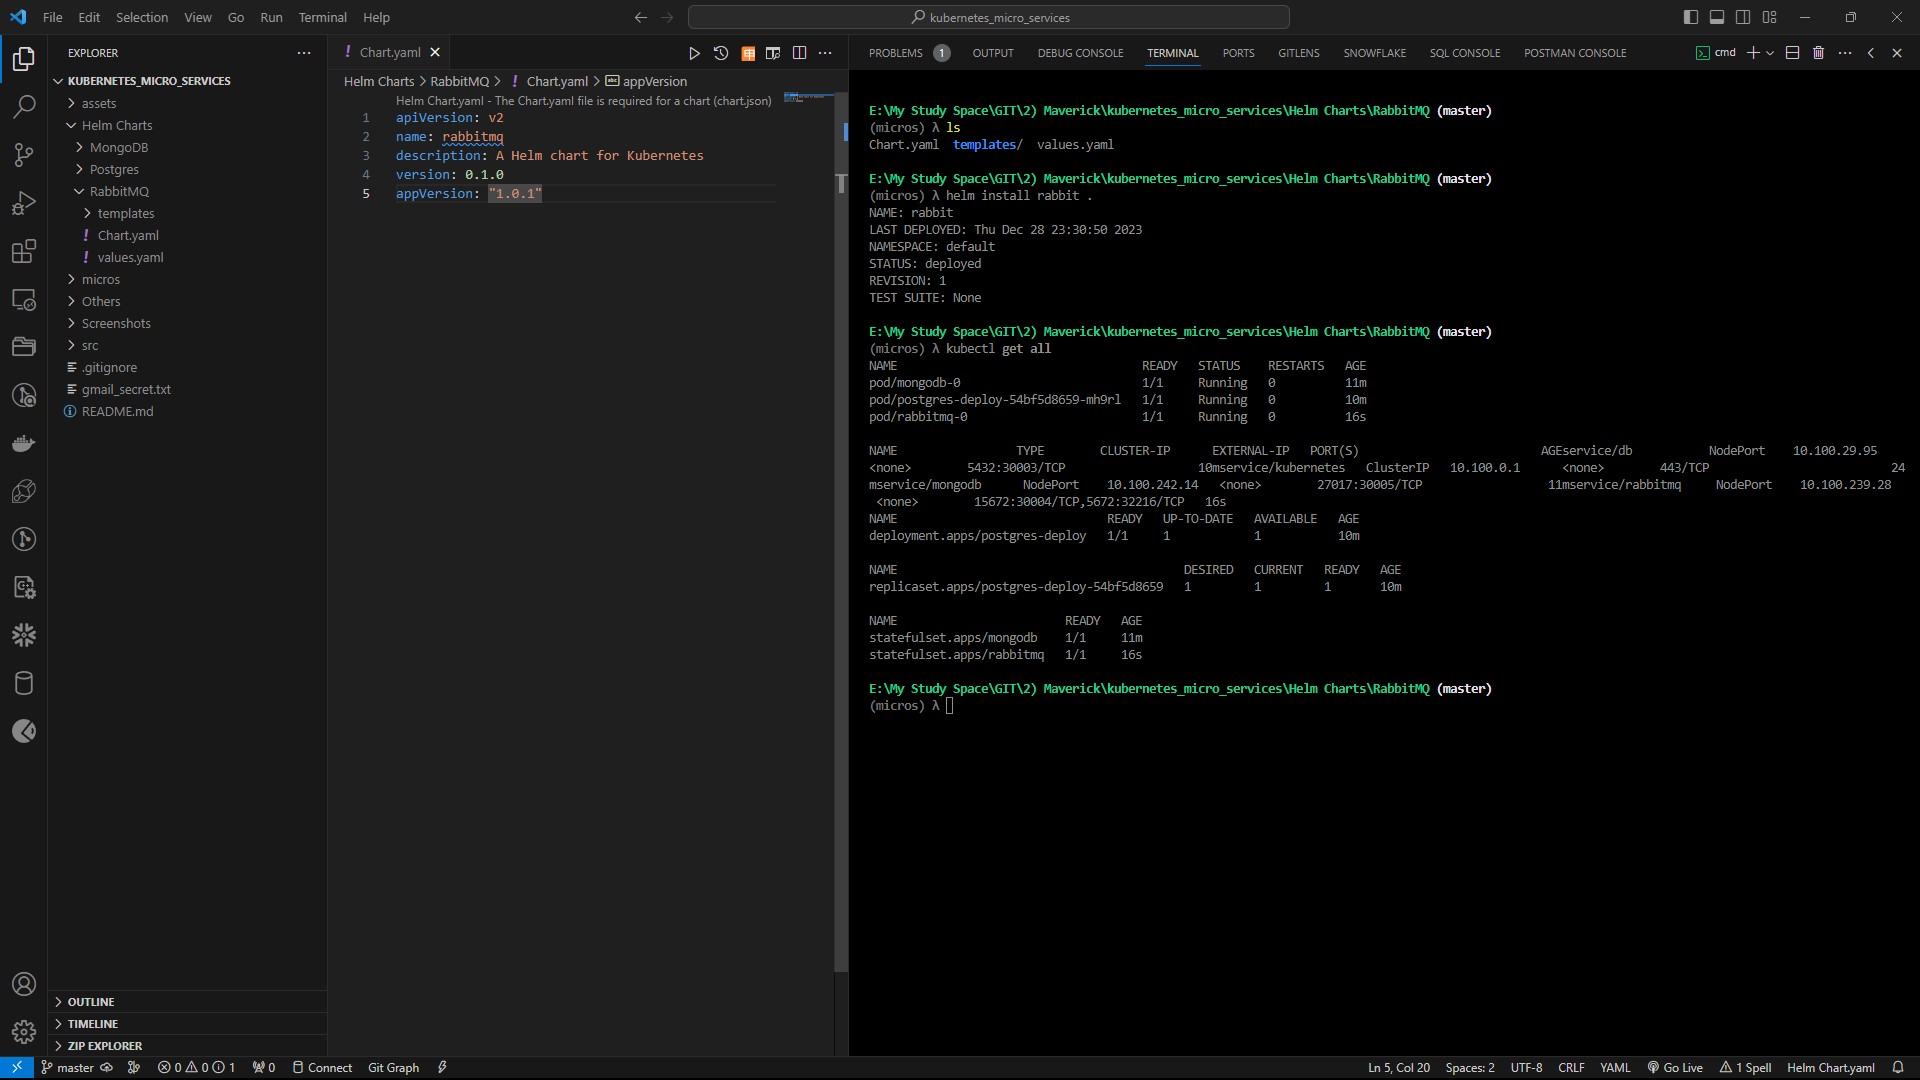 File Edit Selection View Go Run Terminal Help
kubernetes_micro_services
EXPLORER
KUBERNETES_MICRO_SERVICES
assets
Helm Charts
MongoDB
Postgres
RabbitMQ
templates
Chart.yaml
values.yaml
micros
Others
Screenshots
src
.gitignore
gmail_secret.txt
README.md
OUTLINE
TIMELINE
ZIP EXPLORER
Chart.yaml
Helm Charts > RabbitMQ > ! Chart.yaml > appVersion
Helm Chart.yaml - The Chart.yaml file is required for a chart (chart.json)
1 apiVersion: v2
2 name: rabbitmq
3 description: A Helm chart for Kubernetes
4 version: 0.1.0
5 appVersion: "1.0.1"
PROBLEMS 1 OUTPUT DEBUG CONSOLE TERMINAL PORTS GITLENS SNOWFLAKE SQL CONSOLE POSTMAN CONSOLE cmd
E:\My Study Space\GIT\2) Maverick\kubernetes_micro_services\Helm Charts\RabbitMQ (master)
(micros) λ ls
Chart.yaml templates/ values.yaml
E:\My Study Space\GIT\2) Maverick\kubernetes_micro_services\Helm Charts\RabbitMQ (master)
(micros) λ helm install rabbit .
NAME: rabbit
LAST DEPLOYED: Thu Dec 28 23:30:50 2023
NAMESPACE: default
STATUS: deployed
REVISION: 1
TEST SUITE: None
E:\My Study Space\GIT\2) Maverick\kubernetes_micro_services\Helm Charts\RabbitMQ (master)
(micros) λ kubectl get all
NAME READY STATUS RESTARTS AGE
pod/mongodb-0 1/1 Running 0 11m
pod/postgres-deploy-54bf5d8659-mh9rl 1/1 Running 0 10m
pod/rabbitmq-0 1/1 Running 0 16s
NAME TYPE CLUSTER-IP EXTERNAL-IP PORT(S) AGEservice/db NodePort 10.100.29.95
<none> 5432:30003/TCP 10mservice/kubernetes ClusterIP 10.100.0.1 <none> 443/TCP 24
mservice/mongodb NodePort 10.100.242.14 <none> 27017:30005/TCP 11mservice/rabbitmq NodePort 10.100.239.28
<none> 15672:30004/TCP,5672:32216/TCP 16s
NAME READY UP-TO-DATE AVAILABLE AGE
deployment.apps/postgres-deploy 1/1 1 1 10m
NAME DESIRED CURRENT READY AGE
replicaset.apps/postgres-deploy-54bf5d8659 1 1 1 10m
NAME READY AGE
statefulset.apps/mongodb 1/1 11m
statefulset.apps/rabbitmq 1/1 16s
E:\My Study Space\GIT\2) Maverick\kubernetes_micro_services\Helm Charts\RabbitMQ (master)
(micros) λ
master 0 0 1 0 Connect Git Graph Ln 5, Col 20 Spaces: 2 UTF-8 CRLF YAML Go Live 1 Spell Helm Chart.yaml